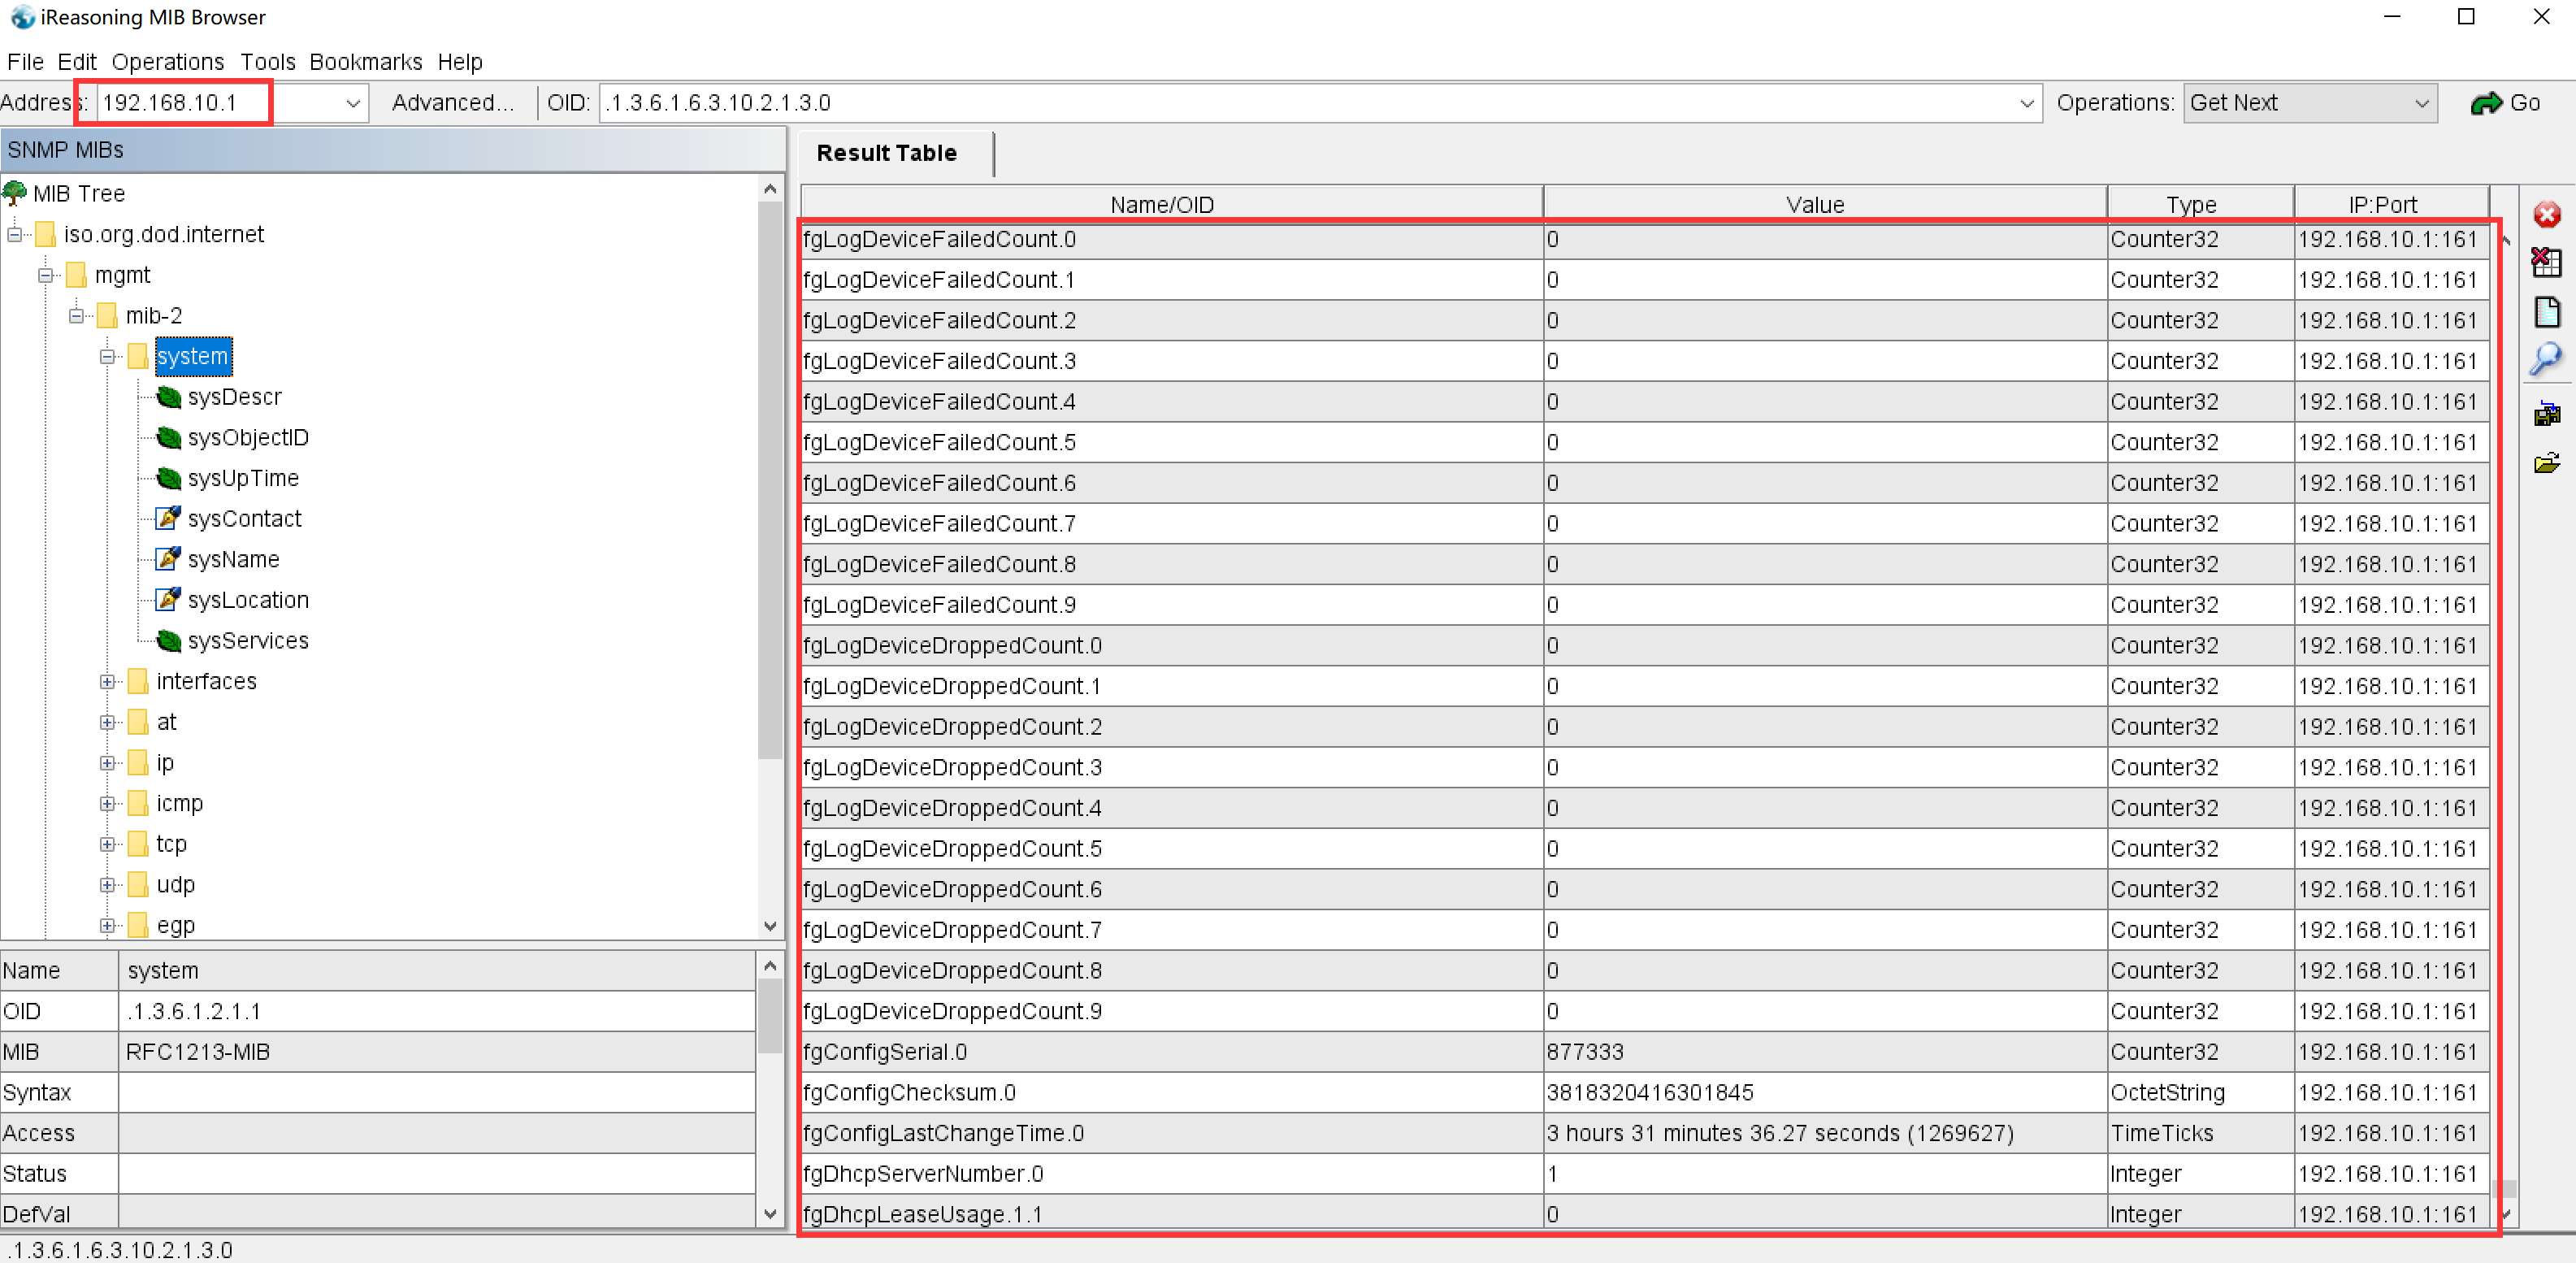 iReasoning MIB Browser
File Edit Operations Tools Bookmarks Help
Address: 192.168.10.1 Advanced... OID: .1.3.6.1.6.3.10.2.1.3.0 Operations: Get Next Go
SNMP MIBs
MIB Tree
iso.org.dod.internet
mgmt
mib-2
system
sysDescr
sysObjectID
sysUpTime
sysContact
sysName
sysLocation
sysServices
interfaces
at
ip
icmp
tcp
udp
egp
Name system
OID .1.3.6.1.2.1.1
MIB RFC1213-MIB
Syntax
Access
Status
DefVal
Result Table
Name/OID Value Type IP:Port
fgLogDeviceFailedCount.0 0 Counter32 192.168.10.1:161
fgLogDeviceFailedCount.1 0 Counter32 192.168.10.1:161
fgLogDeviceFailedCount.2 0 Counter32 192.168.10.1:161
fgLogDeviceFailedCount.3 0 Counter32 192.168.10.1:161
fgLogDeviceFailedCount.4 0 Counter32 192.168.10.1:161
fgLogDeviceFailedCount.5 0 Counter32 192.168.10.1:161
fgLogDeviceFailedCount.6 0 Counter32 192.168.10.1:161
fgLogDeviceFailedCount.7 0 Counter32 192.168.10.1:161
fgLogDeviceFailedCount.8 0 Counter32 192.168.10.1:161
fgLogDeviceFailedCount.9 0 Counter32 192.168.10.1:161
fgLogDeviceDroppedCount.0 0 Counter32 192.168.10.1:161
fgLogDeviceDroppedCount.1 0 Counter32 192.168.10.1:161
fgLogDeviceDroppedCount.2 0 Counter32 192.168.10.1:161
fgLogDeviceDroppedCount.3 0 Counter32 192.168.10.1:161
fgLogDeviceDroppedCount.4 0 Counter32 192.168.10.1:161
fgLogDeviceDroppedCount.5 0 Counter32 192.168.10.1:161
fgLogDeviceDroppedCount.6 0 Counter32 192.168.10.1:161
fgLogDeviceDroppedCount.7 0 Counter32 192.168.10.1:161
fgLogDeviceDroppedCount.8 0 Counter32 192.168.10.1:161
fgLogDeviceDroppedCount.9 0 Counter32 192.168.10.1:161
fgConfigSerial.0 877333 Counter32 192.168.10.1:161
fgConfigChecksum.0 3818320416301845 OctetString 192.168.10.1:161
fgConfigLastChangeTime.0 3 hours 31 minutes 36.27 seconds (1269627) TimeTicks 192.168.10.1:161
fgDhcpServerNumber.0 1 Integer 192.168.10.1:161
fgDhcpLeaseUsage.1.1 0 Integer 192.168.10.1:161
.1.3.6.1.6.3.10.2.1.3.0